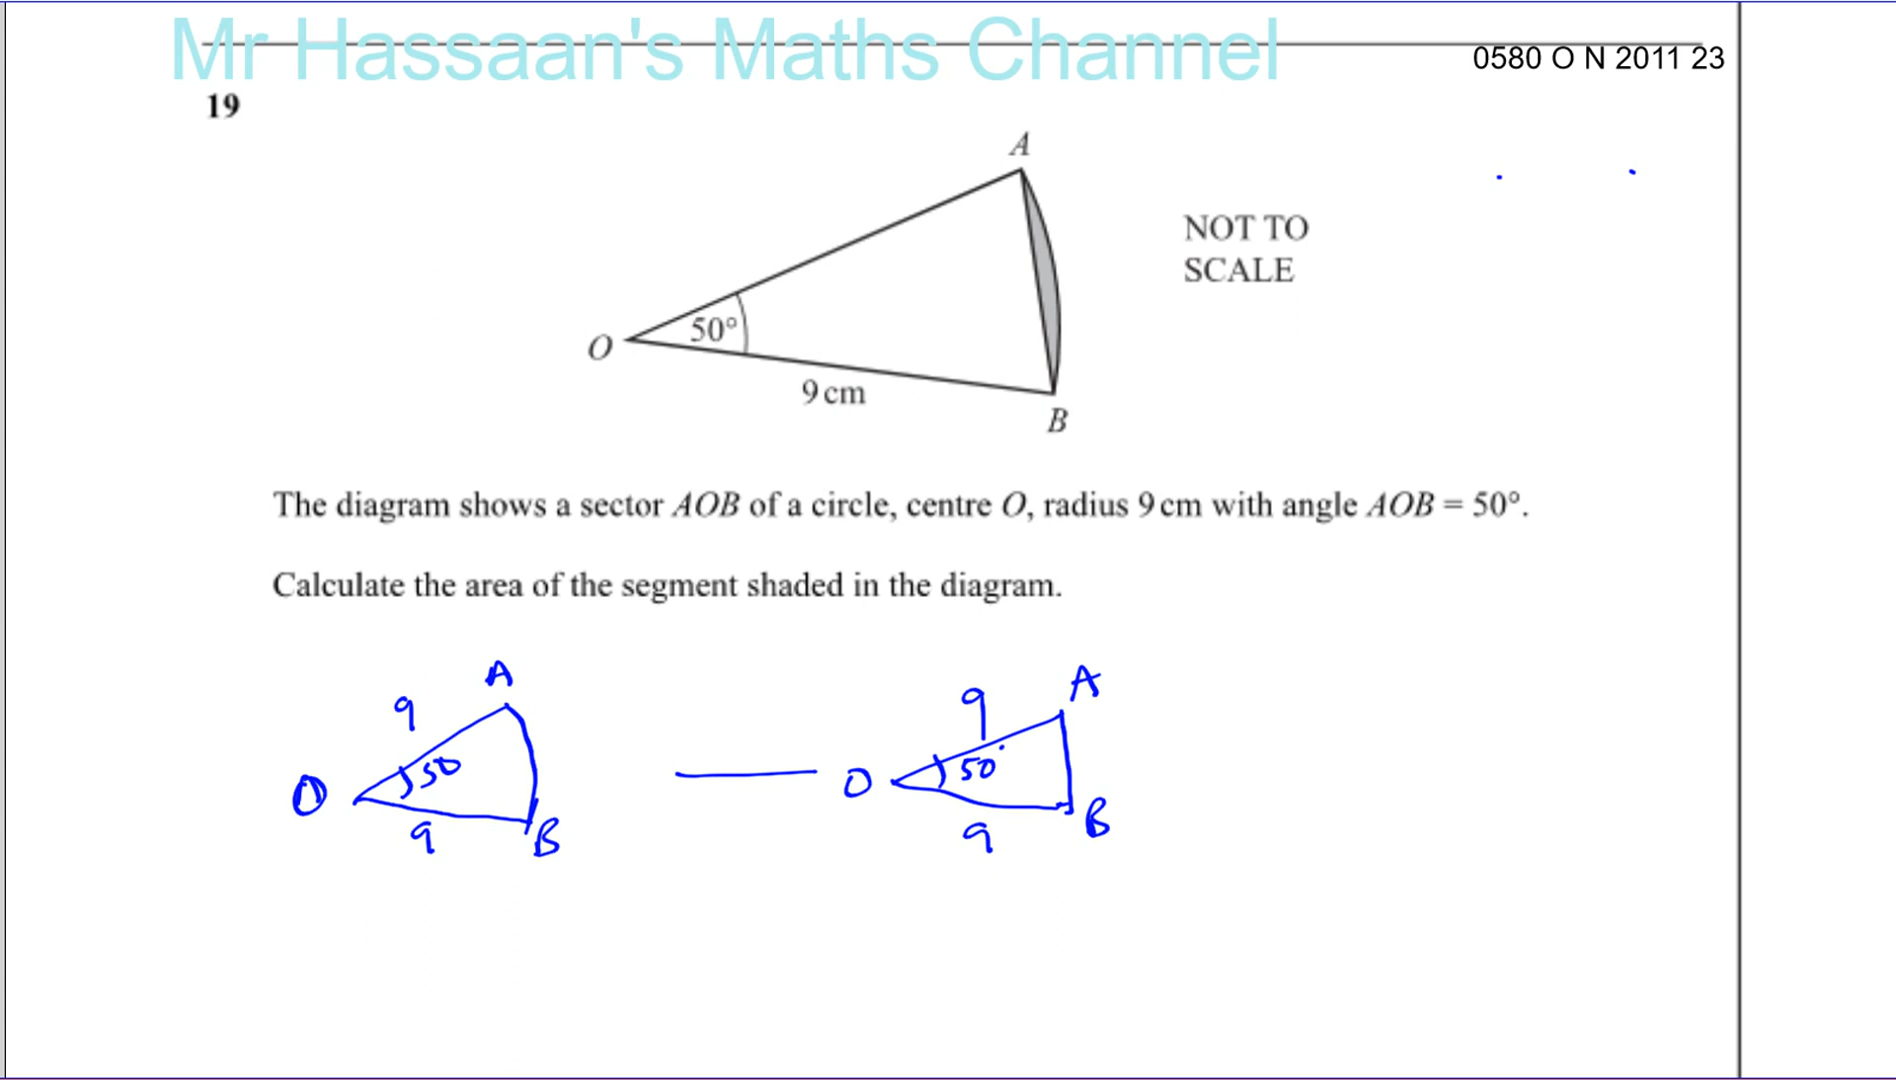 Mr Hassaan's Maths Channel
0580 O N 2011 23
19
A
NOT TO
SCALE
50°
O
9 cm
B
The diagram shows a sector AOB of a circle, centre O, radius 9 cm with angle AOB = 50°.
Calculate the area of the segment shaded in the diagram.
A
9
50
O
9
B
A
9
50°
O
9
B